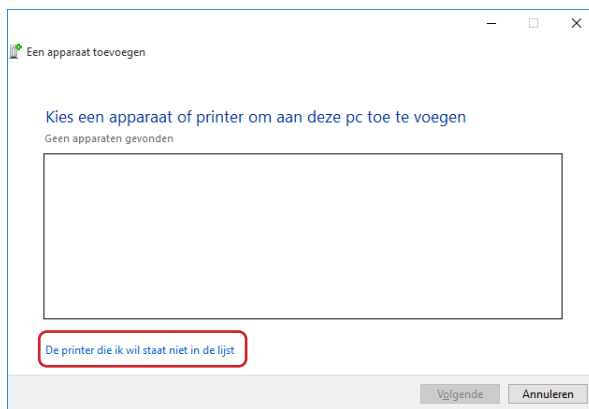 Een apparaat toevoegen
Kies een apparaat of printer om aan deze pc toe te voegen
Geen apparaten gevonden
De printer die ik wil staat niet in de lijst
Volgende Annuleren